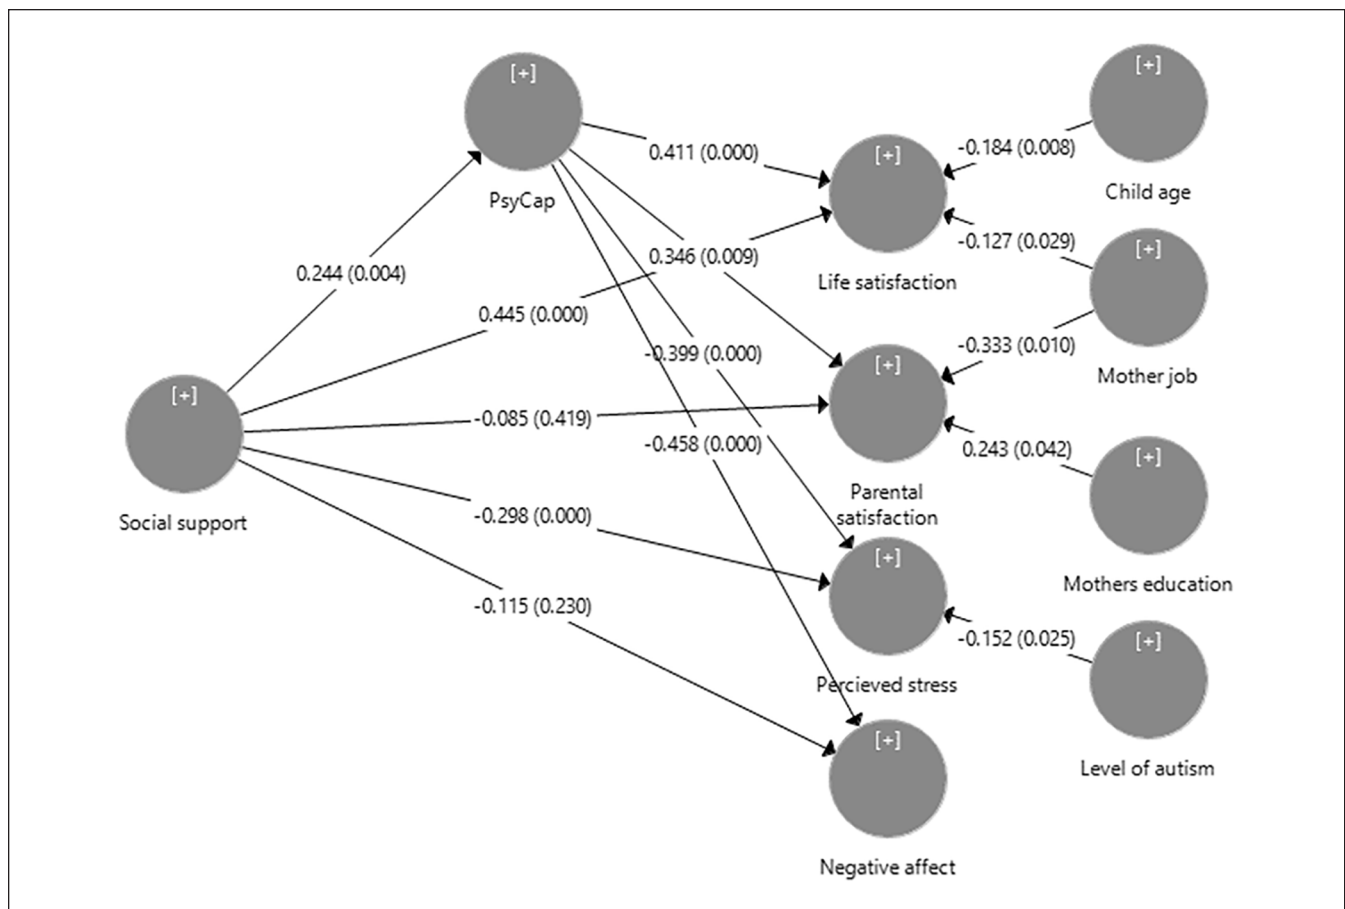 [+]
PsyCap
[+]
Social support
[+]
Life satisfaction
[+]
Parental
satisfaction
[+]
Percieved stress
[+]
Negative affect
[+]
Child age
[+]
Mother job
[+]
Mothers education
[+]
Level of autism
0.244 (0.004)
0.411 (0.000)
0.346 (0.009)
0.445 (0.000)
-0.399 (0.000)
-0.085 (0.419)
-0.458 (0.000)
-0.298 (0.000)
-0.115 (0.230)
-0.184 (0.008)
-0.127 (0.029)
-0.333 (0.010)
0.243 (0.042)
-0.152 (0.025)